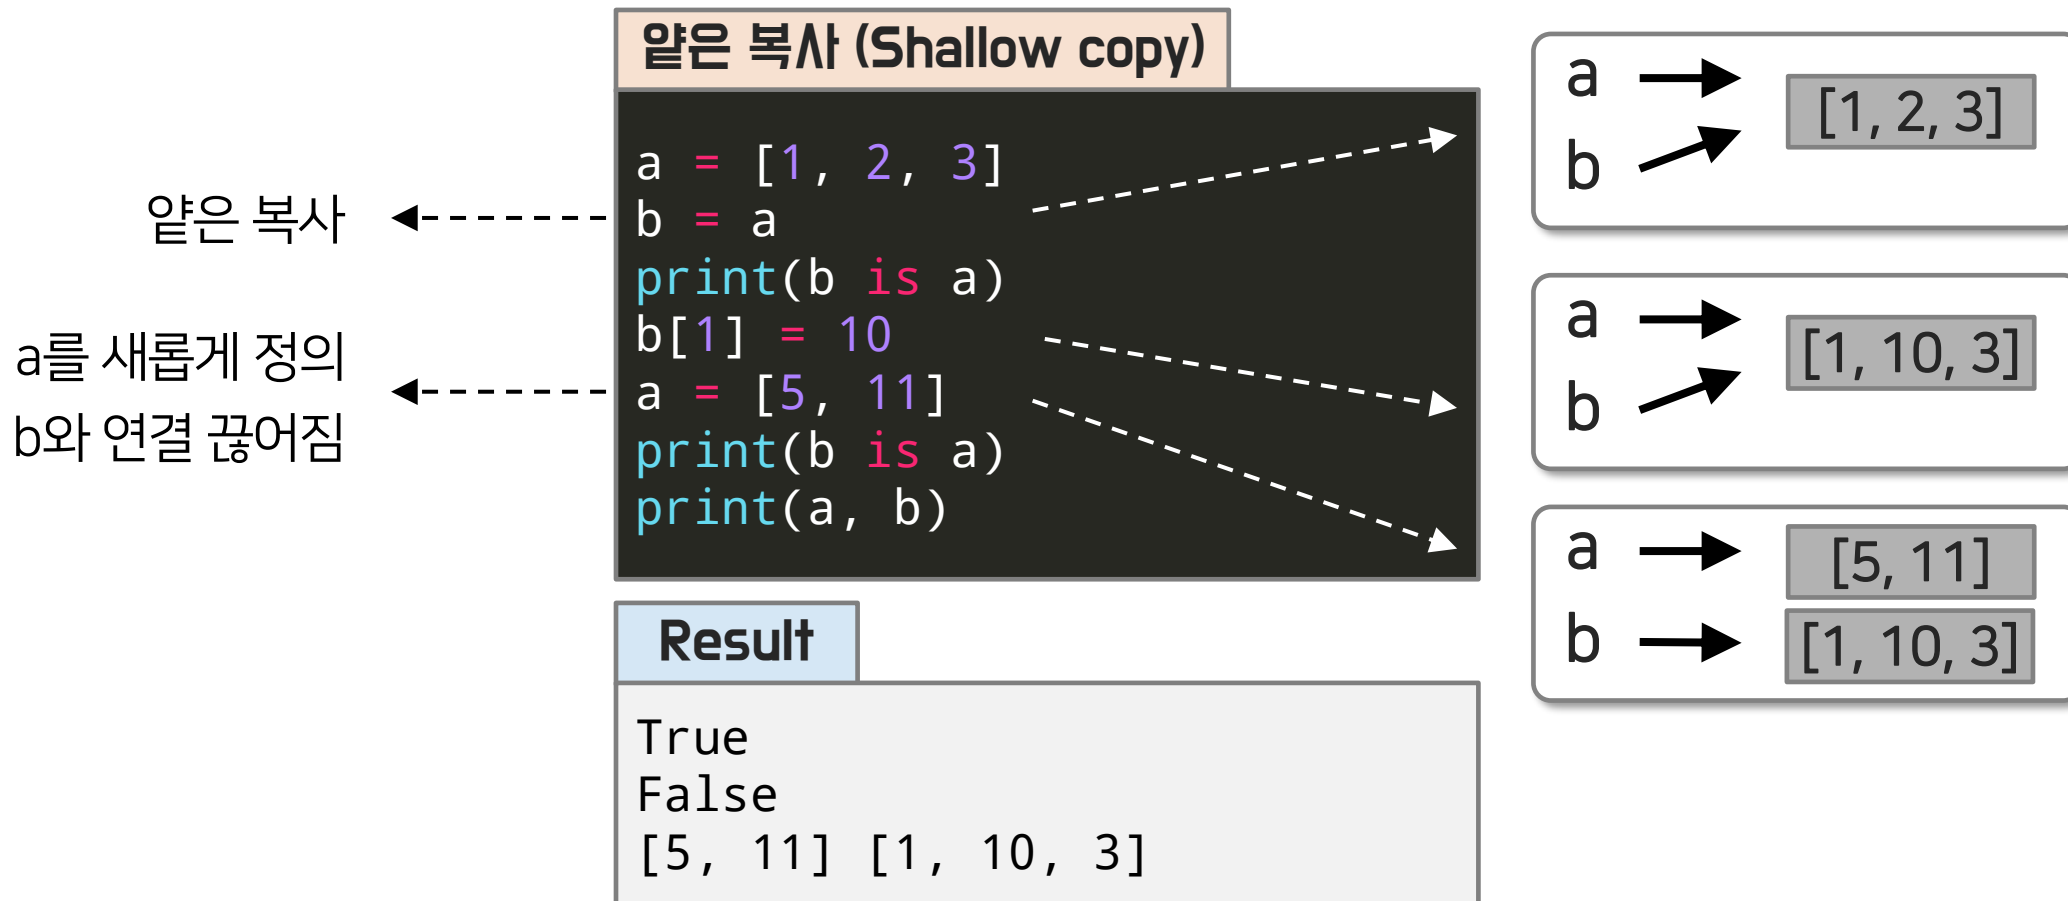 얕은 복사 (Shallow copy)
a = [1, 2, 3]
b = a
print(b is a)
b[1] = 10
a = [5, 11]
print(b is a)
print(a, b)
얕은 복사
a를 새롭게 정의
b와 연결 끊어짐
Result
True
False
[5, 11] [1, 10, 3]
a
[1, 2, 3]
b
a
[1, 10, 3]
b
a
[5, 11]
b
[1, 10, 3]